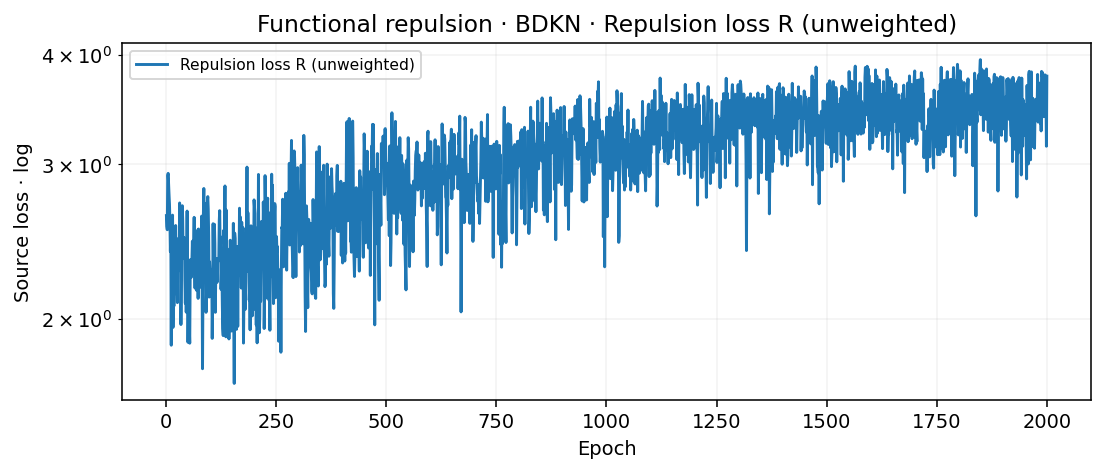 Functional repulsion · BDKN · Repulsion loss R (unweighted)
Repulsion loss R (unweighted)
Source loss · log
4 × 10⁰
3 × 10⁰
2 × 10⁰
0 250 500 750 1000 1250 1500 1750 2000
Epoch